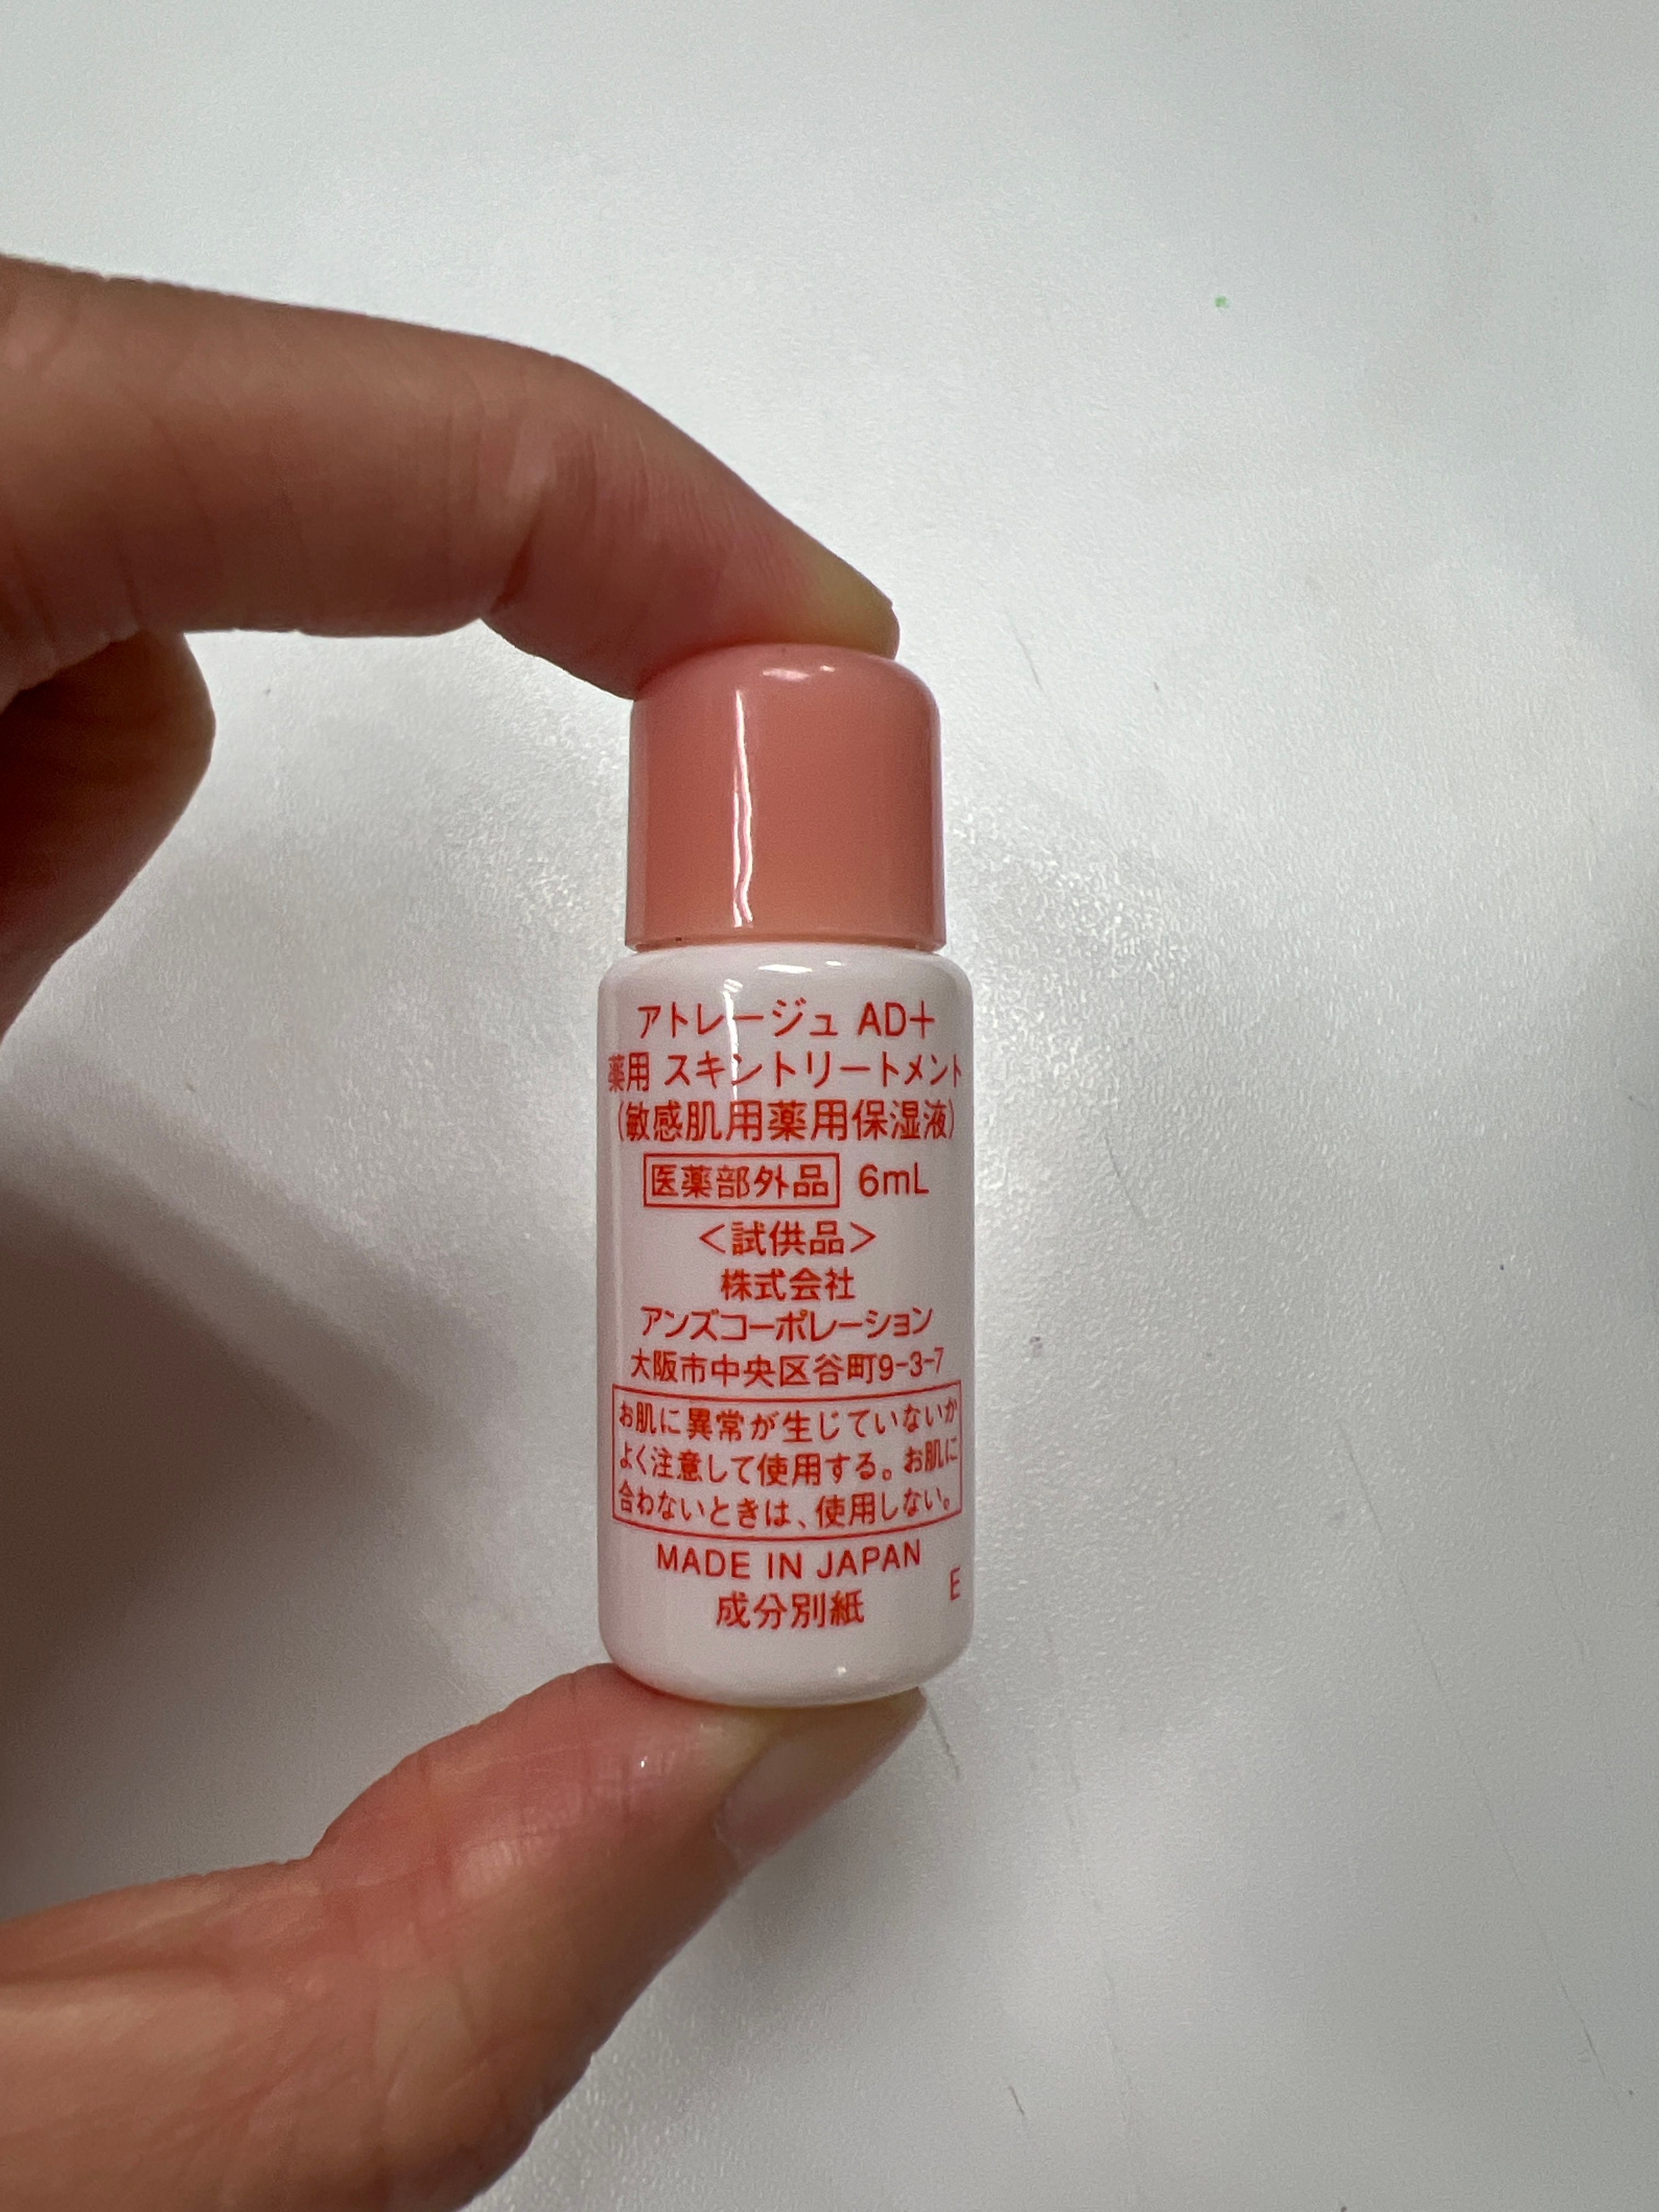 アトレージュ AD＋
薬用 スキントリートメント
（敏感肌用薬用保湿液）
医薬部外品 6mL
＜試供品＞
株式会社
アンズコーポレーション
大阪市中央区谷町9-3-7
お肌に異常が生じていないか
よく注意して使用する。お肌に
合わないときは、使用しない。
MADE IN JAPAN
E
成分別紙